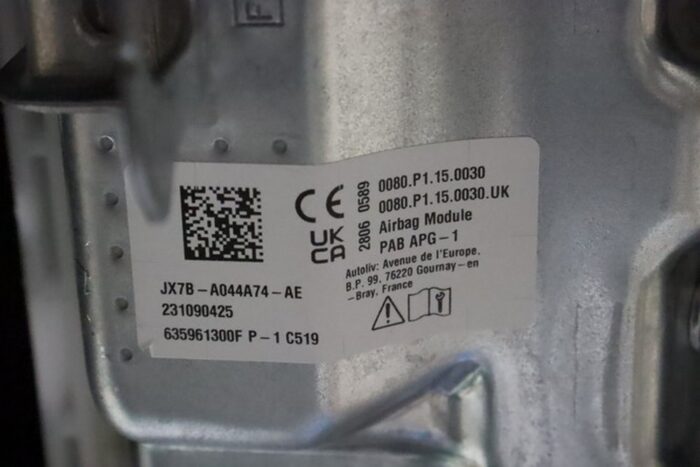 F
CE
0589
0080.P1.15.0030
0080.P1.15.0030.UK
UK
CA
2806
Airbag Module
PAB APG-1
Autoliv: Avenue de l'Europe,
B.P. 99, 76220 Gournay-en
-Bray, France
JX7B-A044A74-AE
231090425
635961300F P-1 C519